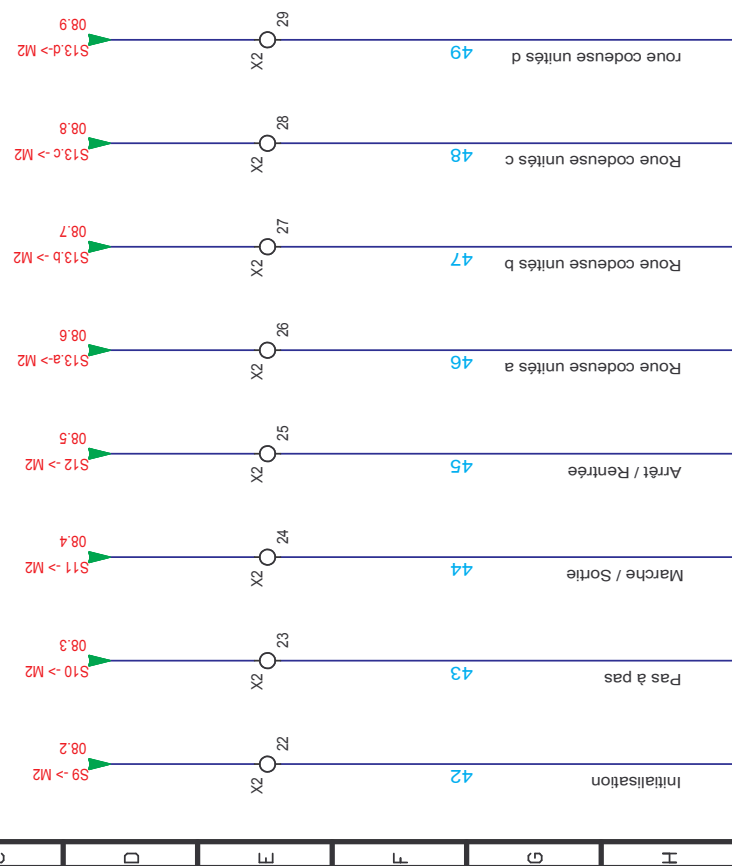 H
G
F
E
D
C
Initialisation
42
X2
22
S9 -> M2
08.2
Pas à pas
43
X2
23
S10 -> M2
08.3
Marche / Sortie
44
X2
24
S11 -> M2
08.4
Arrêt / Rentrée
45
X2
25
S12 -> M2
08.5
Roue codeuse unités a
46
X2
26
S13.a-> M2
08.6
Roue codeuse unités b
47
X2
27
S13.b -> M2
08.7
Roue codeuse unités c
48
X2
28
S13.c -> M2
08.8
roue codeuse unités d
49
X2
29
S13.d-> M2
08.9